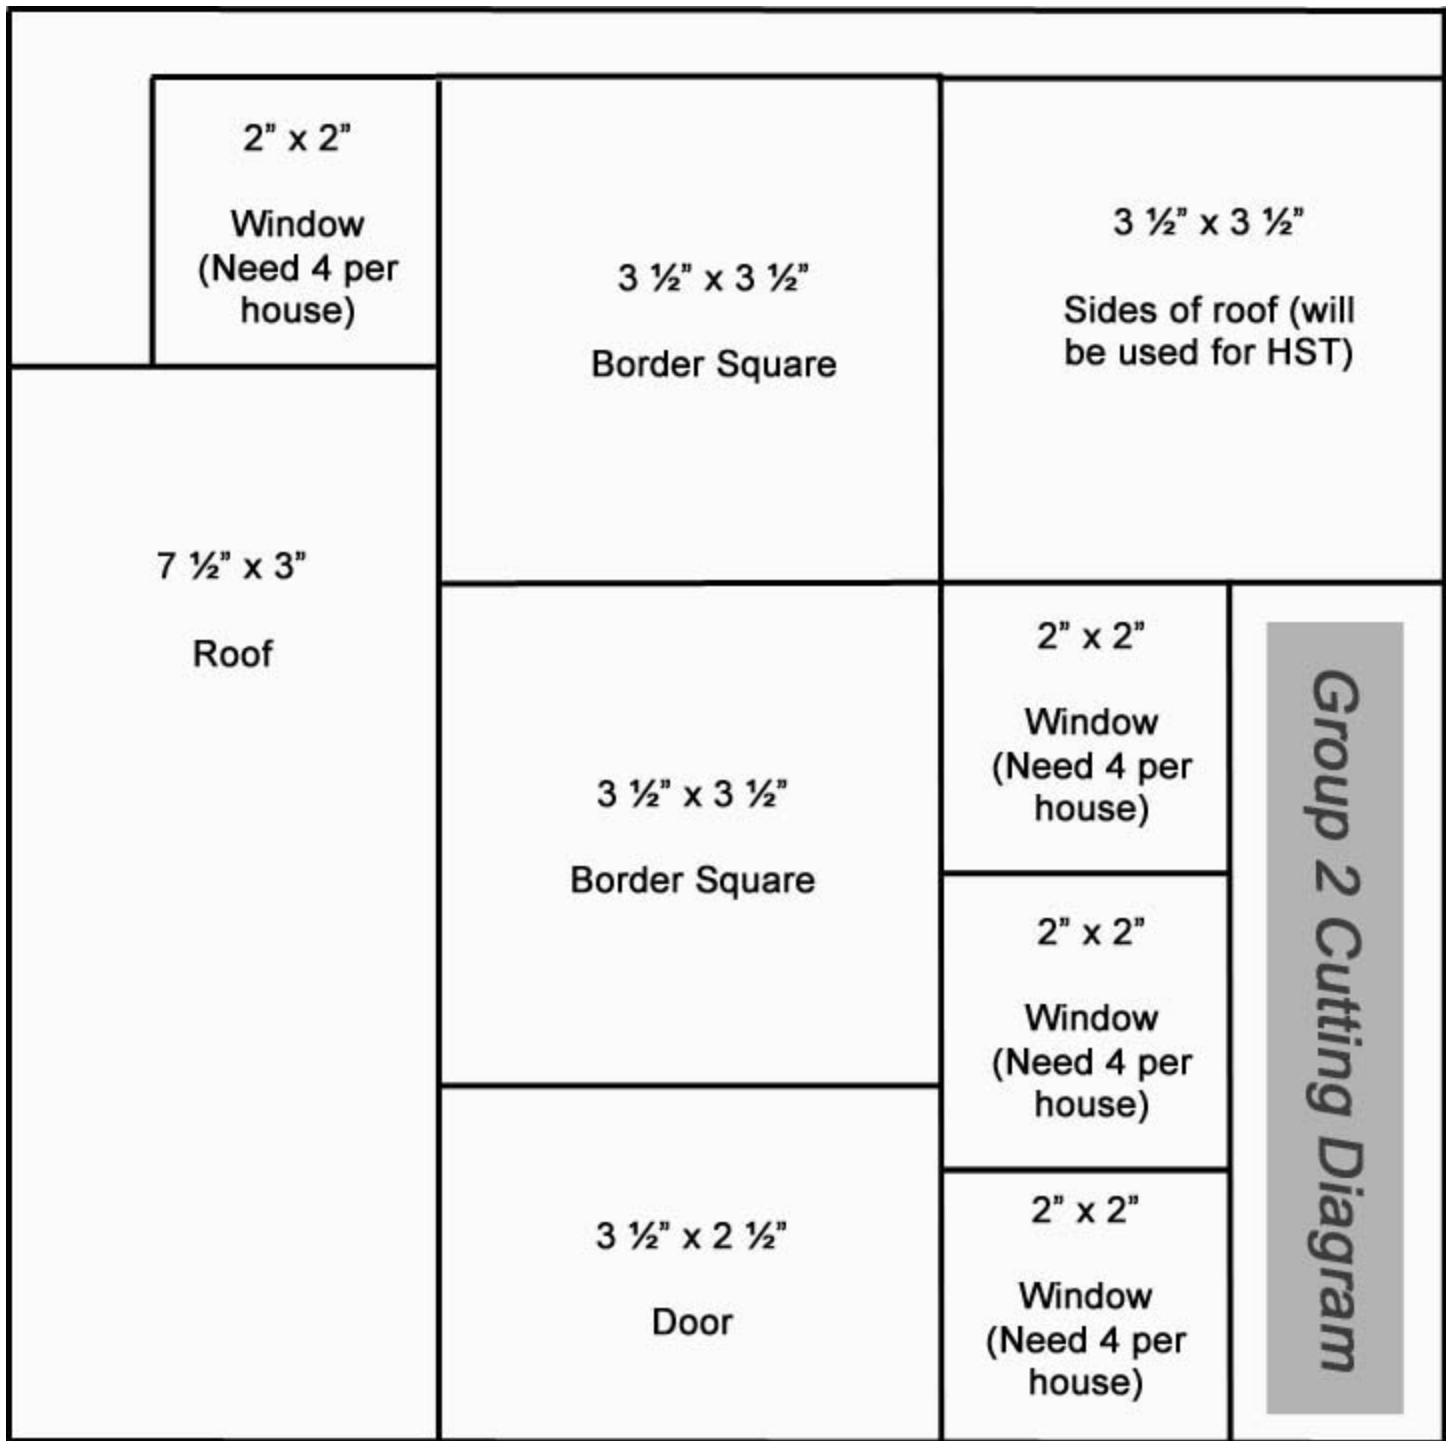 2” x 2”
Window
(Need 4 per
house)
3 ½” x 3 ½”
Border Square
3 ½” x 3 ½”
Sides of roof (will
be used for HST)
7 ½” x 3”
Roof
3 ½” x 3 ½”
Border Square
2” x 2”
Window
(Need 4 per
house)
2” x 2”
Window
(Need 4 per
house)
3 ½” x 2 ½”
Door
2” x 2”
Window
(Need 4 per
house)
Group 2 Cutting Diagram